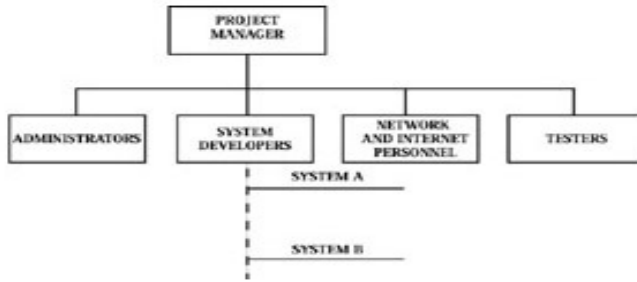 PROJECT
MANAGER
ADMINISTRATORS
SYSTEM
DEVELOPERS
NETWORK
AND INTERNET
PERSONNEL
TESTERS
SYSTEM A
SYSTEM B